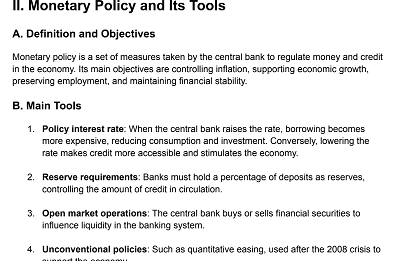 II. Monetary Policy and Its Tools
A. Definition and Objectives
Monetary policy is a set of measures taken by the central bank to regulate money and credit
in the economy. Its main objectives are controlling inflation, supporting economic growth,
preserving employment, and maintaining financial stability.
B. Main Tools
1. Policy interest rate: When the central bank raises the rate, borrowing becomes
more expensive, reducing consumption and investment. Conversely, lowering the
rate makes credit more accessible and stimulates the economy.
2. Reserve requirements: Banks must hold a percentage of deposits as reserves,
controlling the amount of credit in circulation.
3. Open market operations: The central bank buys or sells financial securities to
influence liquidity in the banking system.
4. Unconventional policies: Such as quantitative easing, used after the 2008 crisis to
support the economy.